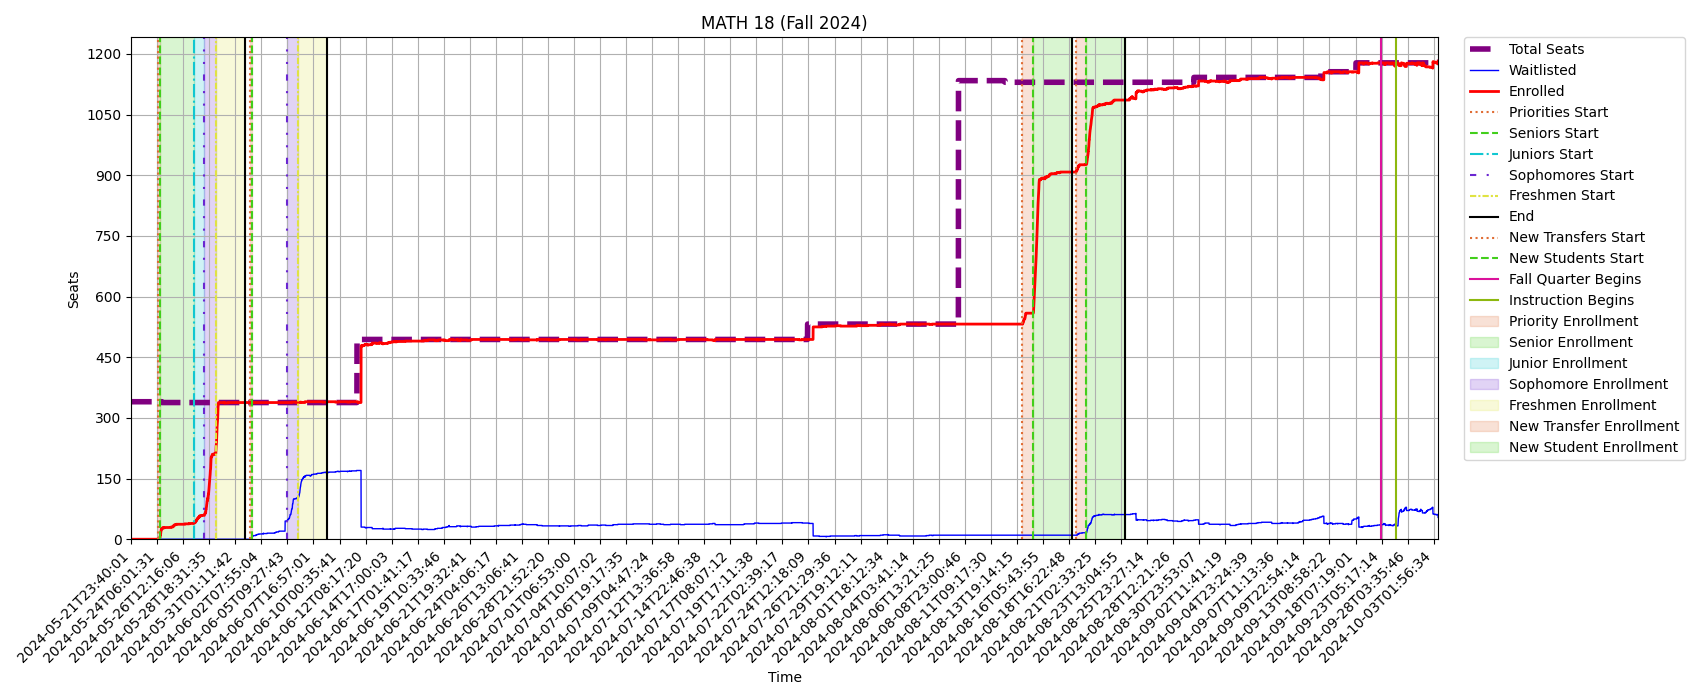 MATH 18 (Fall 2024)
1200
1050
900
750
600
450
300
150
0
Seats
2024-05-21T23:40:01
2024-05-24T06:01:31
2024-05-26T12:16:06
2024-05-28T18:31:35
2024-05-31T01:11:42
2024-06-02T07:55:04
2024-06-05T09:27:43
2024-06-07T16:57:01
2024-06-10T00:35:41
2024-06-12T08:17:20
2024-06-14T17:00:03
2024-06-17T01:41:17
2024-06-19T10:33:46
2024-06-21T19:32:41
2024-06-24T04:06:17
2024-06-26T13:06:41
2024-06-28T21:52:20
2024-07-01T06:53:00
2024-07-04T10:07:02
2024-07-06T19:17:35
2024-07-09T04:47:24
2024-07-12T13:36:58
2024-07-14T22:46:38
2024-07-17T08:07:12
2024-07-19T17:11:38
2024-07-22T02:39:17
2024-07-24T12:18:09
2024-07-26T21:29:36
2024-07-29T19:12:11
2024-08-01T18:12:34
2024-08-04T03:41:14
2024-08-06T13:21:25
2024-08-08T23:00:46
2024-08-11T09:17:30
2024-08-13T19:14:15
2024-08-16T05:43:55
2024-08-18T16:22:48
2024-08-21T02:33:25
2024-08-23T13:04:55
2024-08-25T23:27:14
2024-08-28T12:21:26
2024-08-30T23:53:07
2024-09-02T11:41:19
2024-09-04T23:24:39
2024-09-07T11:13:36
2024-09-09T22:54:14
2024-09-13T08:58:22
2024-09-18T07:19:01
2024-09-23T05:17:14
2024-09-28T03:35:46
2024-10-03T01:56:34
Time
Total Seats
Waitlisted
Enrolled
Priorities Start
Seniors Start
Juniors Start
Sophomores Start
Freshmen Start
End
New Transfers Start
New Students Start
Fall Quarter Begins
Instruction Begins
Priority Enrollment
Senior Enrollment
Junior Enrollment
Sophomore Enrollment
Freshmen Enrollment
New Transfer Enrollment
New Student Enrollment